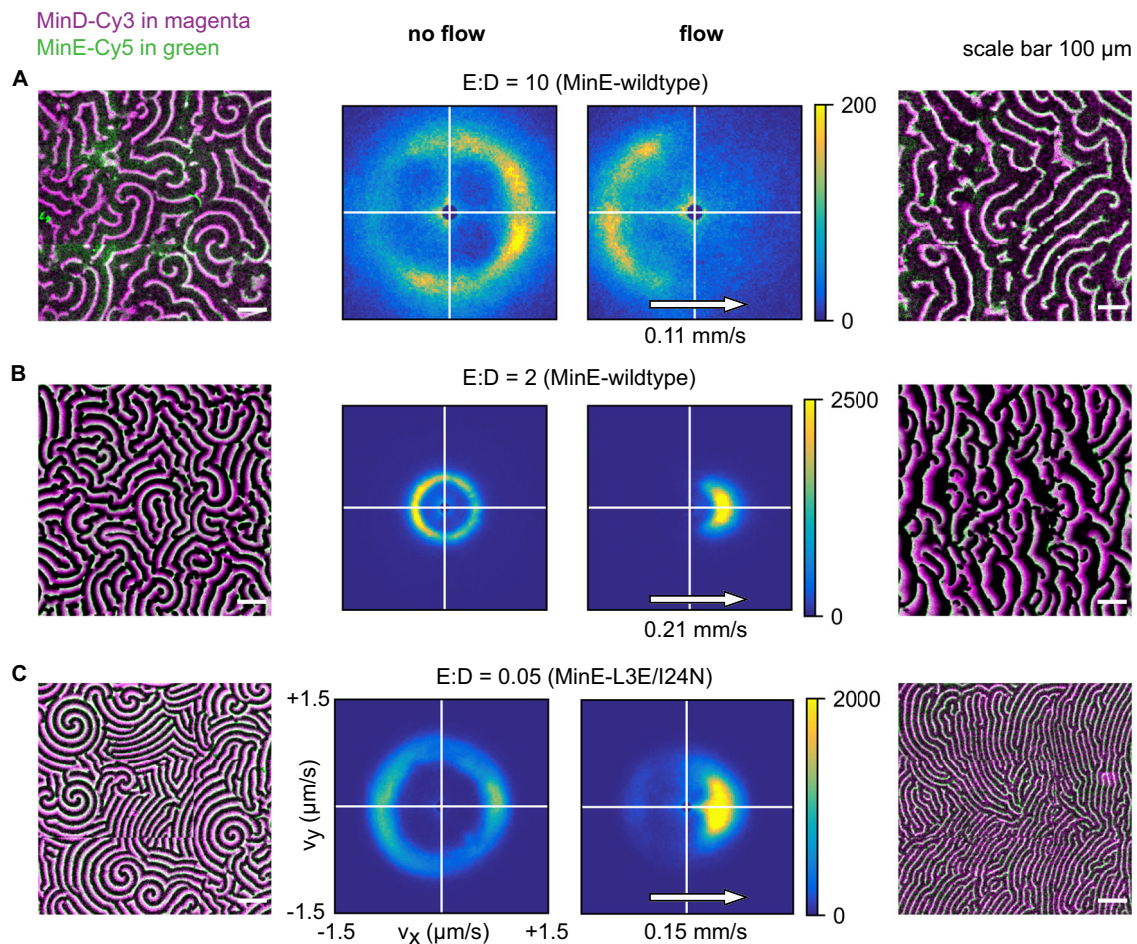 MinD-Cy3 in magenta
MinE-Cy5 in green
no flow
flow
scale bar 100 µm
A
E:D = 10 (MinE-wildtype)
200
0
0.11 mm/s
B
E:D = 2 (MinE-wildtype)
2500
0
0.21 mm/s
C
E:D = 0.05 (MinE-L3E/I24N)
+1.5
2000
vy (µm/s)
-1.5
0
-1.5
vX (µm/s)
+1.5
0.15 mm/s